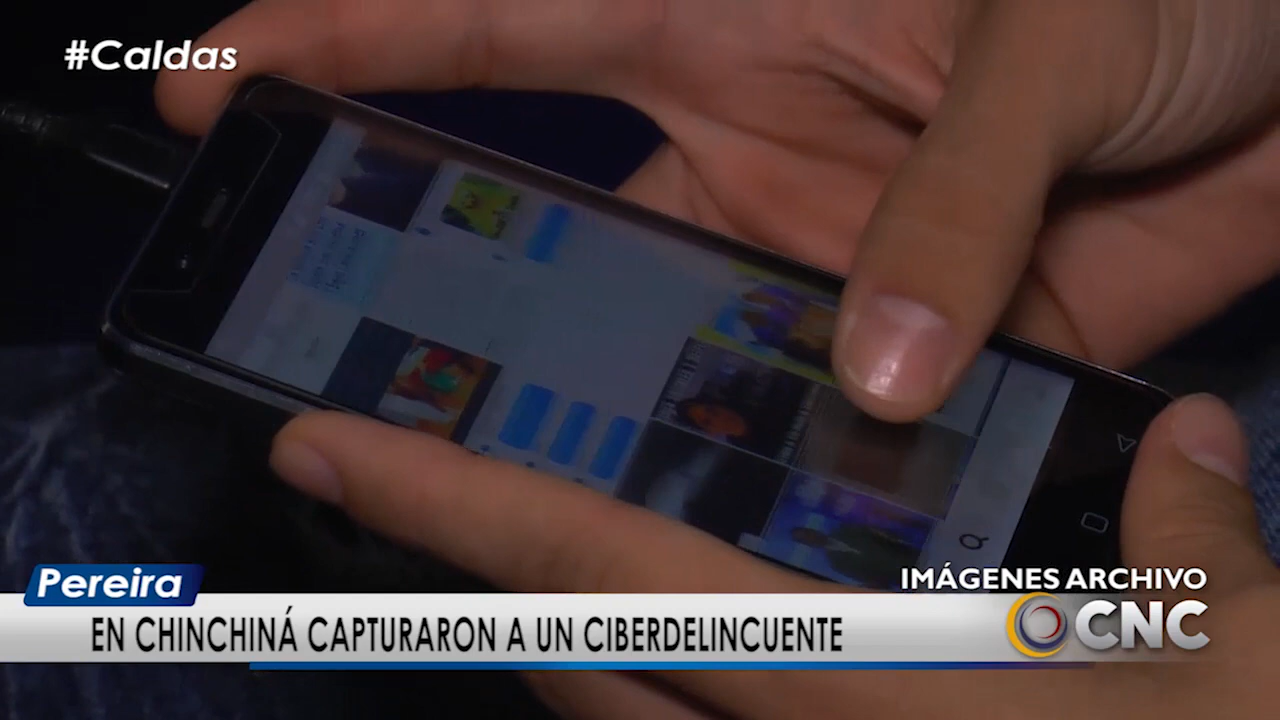 #Caldas
Pereira
IMÁGENES ARCHIVO
EN CHINCHINÁ CAPTURARON A UN CIBERDELINCUENTE
CNC